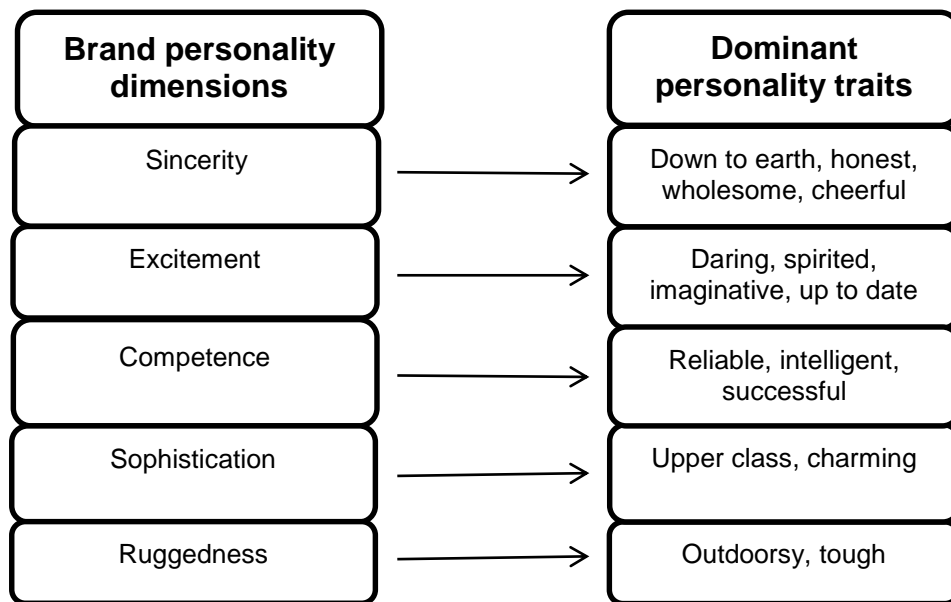 Brand personality
dimensions
Dominant
personality traits
Sincerity
Down to earth, honest,
wholesome, cheerful
Excitement
Daring, spirited,
imaginative, up to date
Competence
Reliable, intelligent,
successful
Sophistication
Upper class, charming
Ruggedness
Outdoorsy, tough